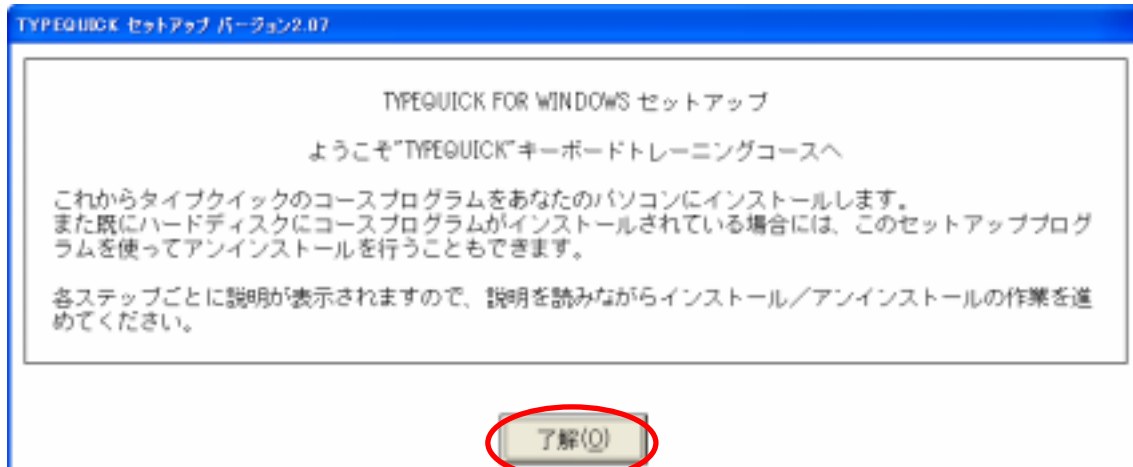 TYPEQUICK セットアップ バージョン2.07
TYPEQUICK FOR WINDOWS セットアップ
ようこそ"TYPEQUICK"キーボードトレーニングコースへ
これからタイプクイックのコースプログラムをあなたのパソコンにインストールします。
また既にハードディスクにコースプログラムがインストールされている場合には、このセットアッププログ
ラムを使ってアンインストールを行うこともできます。
各ステップごとに説明が表示されますので、説明を読みながらインストール／アンインストールの作業を進
めてください。
了解(O)